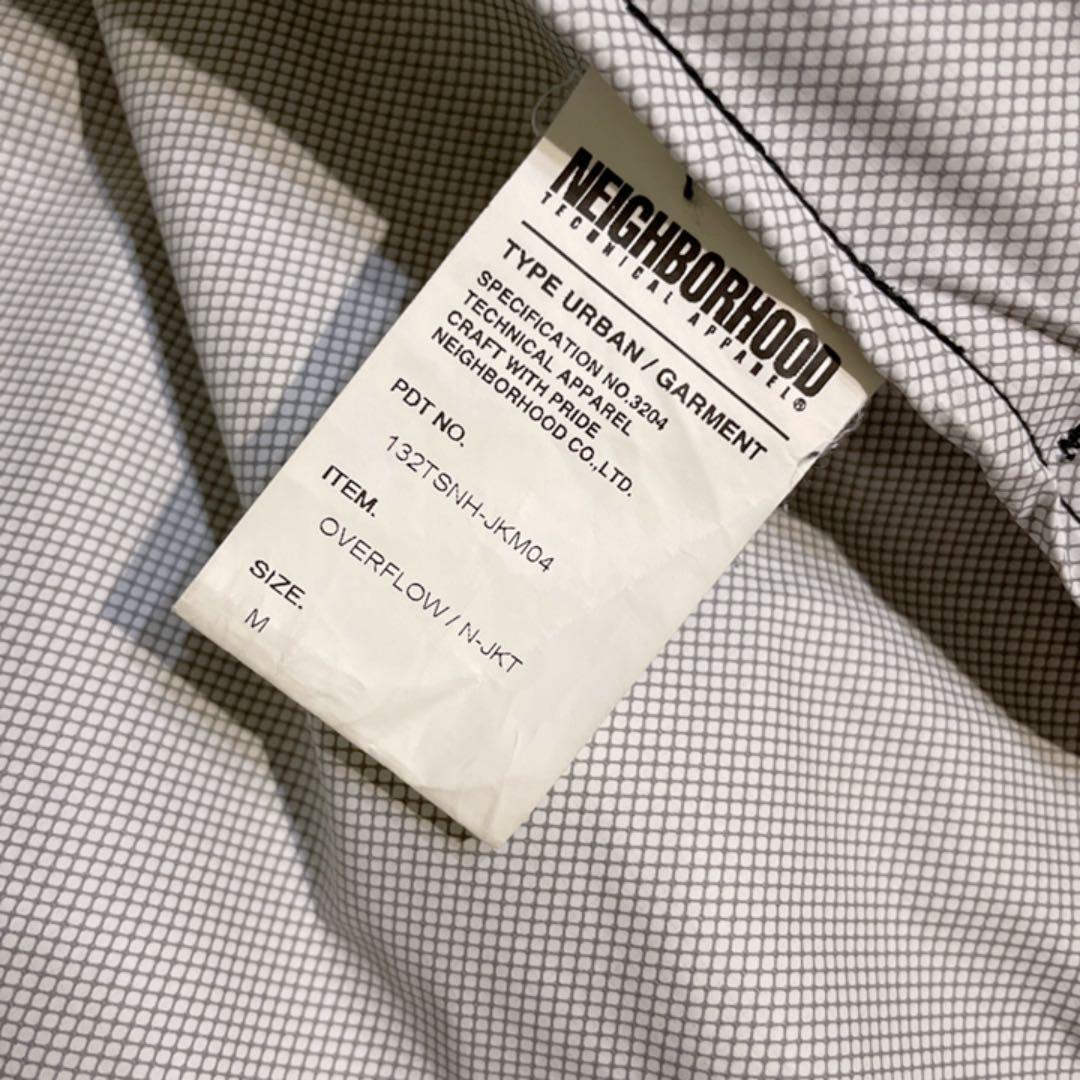 NEIGHBORHOOD
TECHNICAL APPAREL®
TYPE URBAN / GARMENT
SPECIFICATION NO.3204
TECHNICAL APPAREL
CRAFT WITH PRIDE
NEIGHBORHOOD CO.,LTD.
PDT NO.
132TSNH-JKM04
ITEM.
OVERFLOW / N-JKT
SIZE.
M